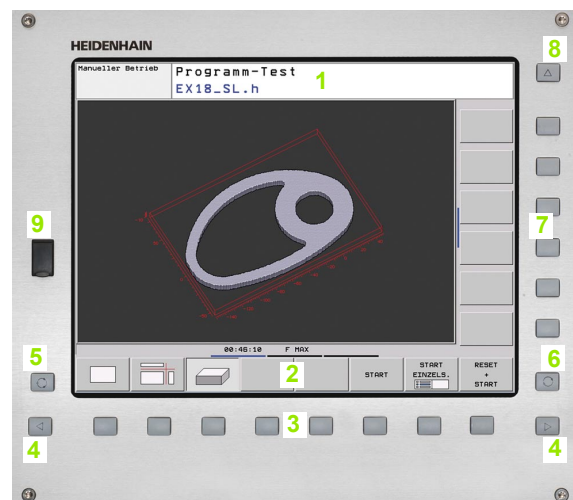 8
HEIDENHAIN
Manueller Betrieb
Programm-Test
EX18_SL.h
1
9
7
00:46:10 F MAX
5
2
START
START
EINZELS.
RESET
+
START
6
3
4
4